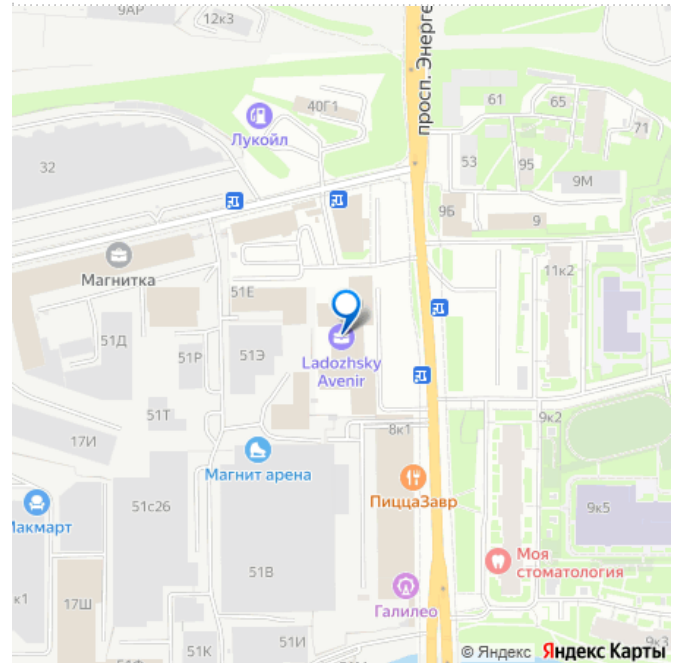 9АР
12к3
просп. Энерге
40Г1
Лукойл
61
65
71
32
53
95
9М
9Б
9
Магнитка
11к2
51Е
51Д
51Р
51Э
Ladozhsky
Avenir
51Т
8к1
9к2
17И
Магнит арена
ПиццаЗавр
Макмарт
51с26
9к5
Моя
стоматология
51В
к1
17Ш
Галилео
51К
51И
9к3
© Яндекс Яндекс Карты